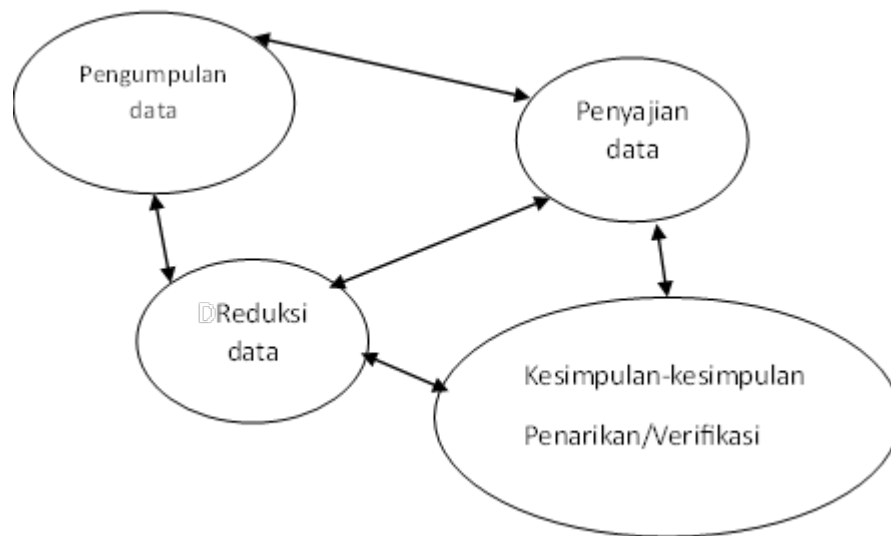 Pengumpulan
data
Penyajian
data
DReduksi
data
Kesimpulan-kesimpulan
Penarikan/Verifikasi